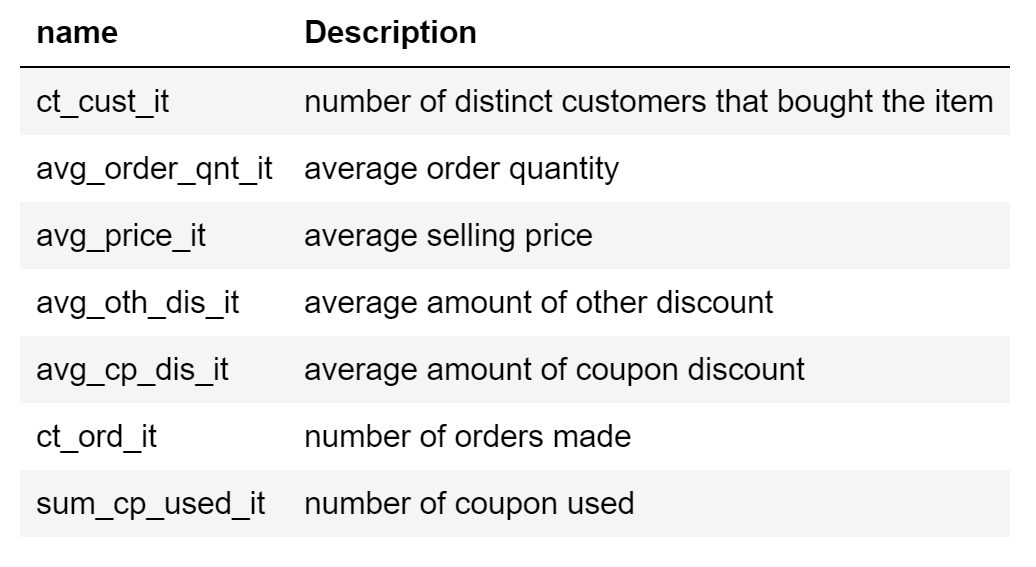 name Description
ct_cust_it number of distinct customers that bought the item
avg_order_qnt_it average order quantity
avg_price_it average selling price
avg_oth_dis_it average amount of other discount
avg_cp_dis_it average amount of coupon discount
ct_ord_it number of orders made
sum_cp_used_it number of coupon used